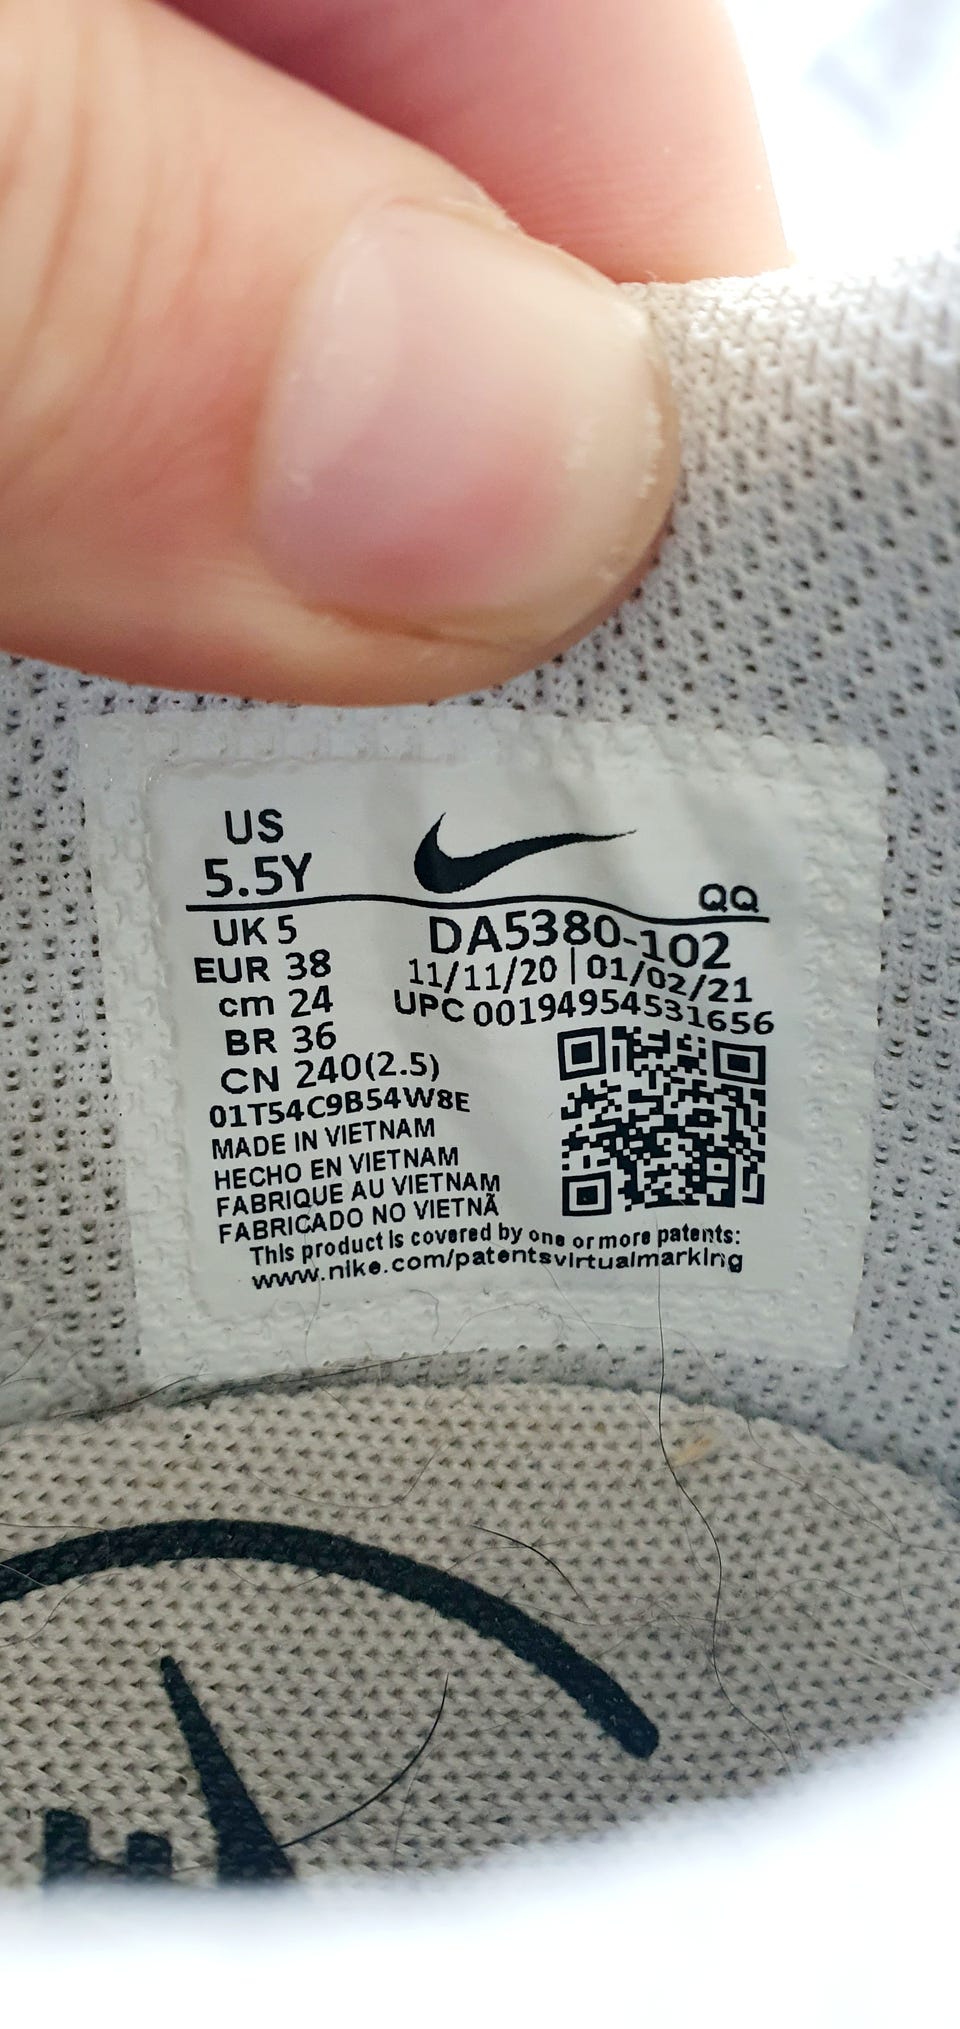 US
5.5Y
QQ
UK 5
EUR 38
cm 24
BR 36
CN 240(2.5)
DA5380-102
11/11/20 | 01/02/21
UPC 00194954531656
01T54C9B54W8E
MADE IN VIETNAM
HECHO EN VIETNAM
FABRIQUE AU VIETNAM
FABRICADO NO VIETNÃ
This product is covered by one or more patents:
www.nike.com/patentsvirtualmarking